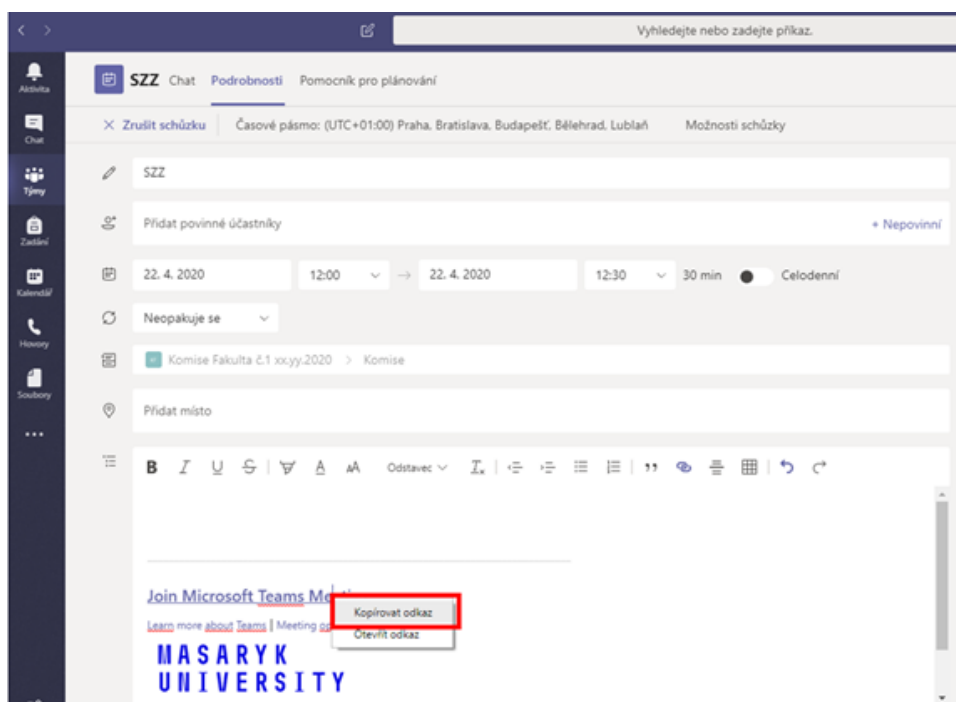 Vyhledejte nebo zadejte příkaz.
Aktivita
Chat
Týmy
Zadání
Kalendář
Hovory
Soubory
SZZ Chat Podrobnosti Pomocník pro plánování
Zrušit schůzku Časové pásmo: (UTC+01:00) Praha, Bratislava, Budapešť, Bělehrad, Lublaň Možnosti schůzky
SZZ
Přidat povinné účastníky + Nepovinní
22. 4. 2020 12:00 → 22. 4. 2020 12:30 30 min Celodenní
Neopakuje se
Komise Fakulta č.1 xx.yy.2020 > Komise
Přidat místo
B I U S A AA Odstavec
Join Microsoft Teams
Kopírovat odkaz
Learn more about Teams | Meeting
Otevřít odkaz
MASARYK
UNIVERSITY